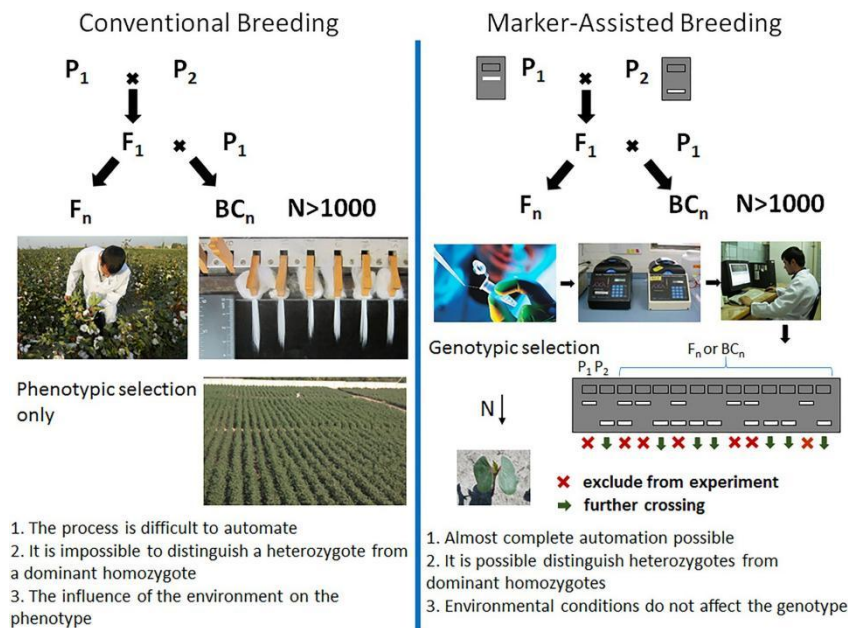 Conventional Breeding
P₁ × P₂
F₁ × P₁
Fₙ BCₙ N>1000
Phenotypic selection
only
1. The process is difficult to automate
2. It is impossible to distinguish a heterozygote from
a dominant homozygote
3. The influence of the environment on the
phenotype
Marker-Assisted Breeding
P₁ × P₂
F₁ × P₁
Fₙ BCₙ N>1000
Genotypic selection
Fₙ or BCₙ
P₁ P₂
N
exclude from experiment
further crossing
1. Almost complete automation possible
2. It is possible distinguish heterozygotes from
dominant homozygotes
3. Environmental conditions do not affect the genotype